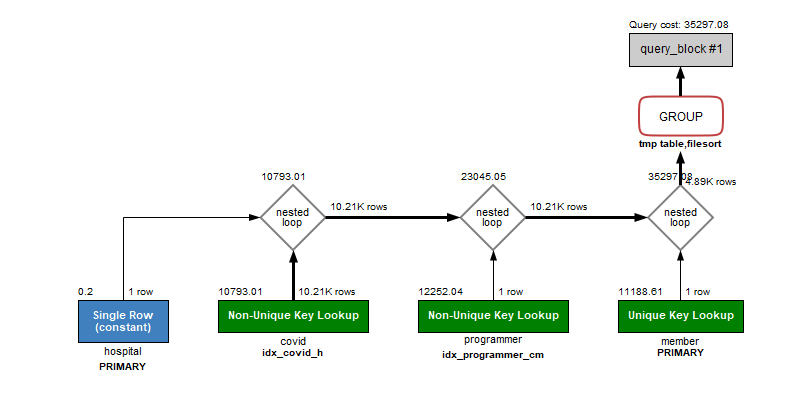 Query cost: 35297.08
query_block #1
GROUP
tmp table,filesort
10793.01
23045.05
35297.08
4.89K rows
nested
loop
10.21K rows
nested
loop
10.21K rows
nested
loop
0.2
1 row
10793.01
10.21K rows
12252.04
1 row
11188.61
1 row
Single Row
(constant)
Non-Unique Key Lookup
Non-Unique Key Lookup
Unique Key Lookup
hospital
PRIMARY
covid
idx_covid_h
programmer
idx_programmer_cm
member
PRIMARY